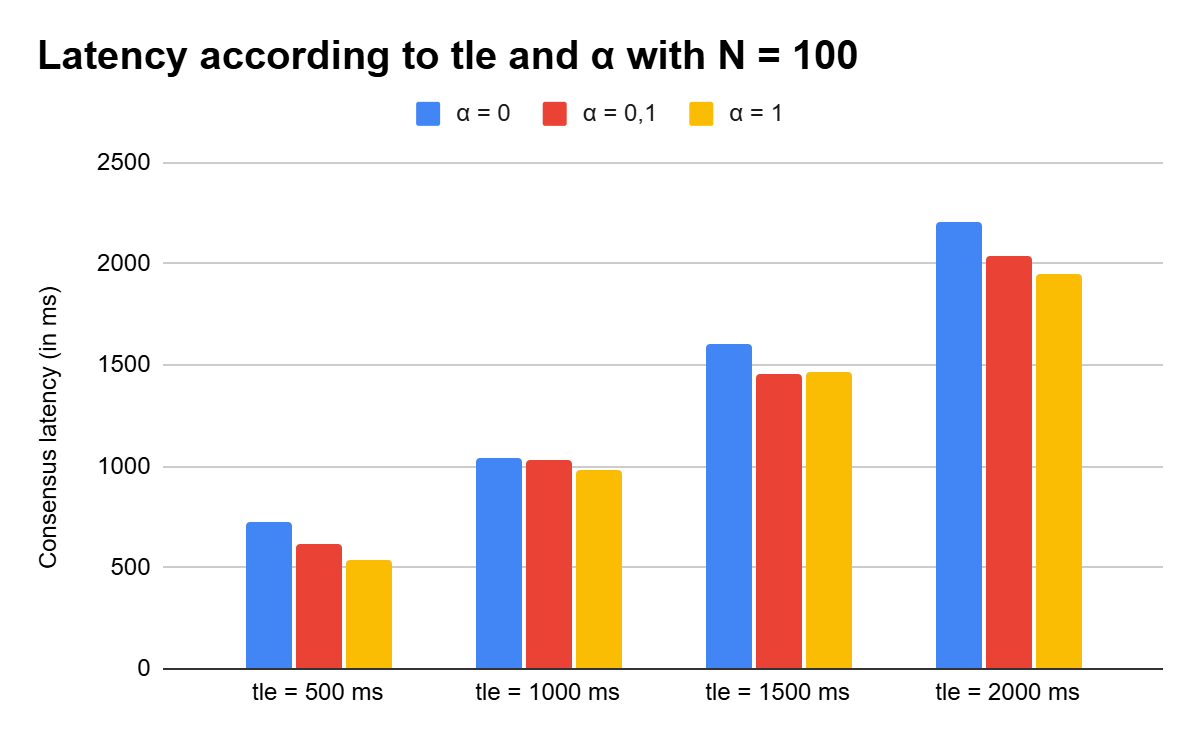 Latency according to tle and α with N = 100
α = 0 α = 0,1 α = 1
2500
2000
1500
1000
500
0
Consensus latency (in ms)
tle = 500 ms tle = 1000 ms tle = 1500 ms tle = 2000 ms